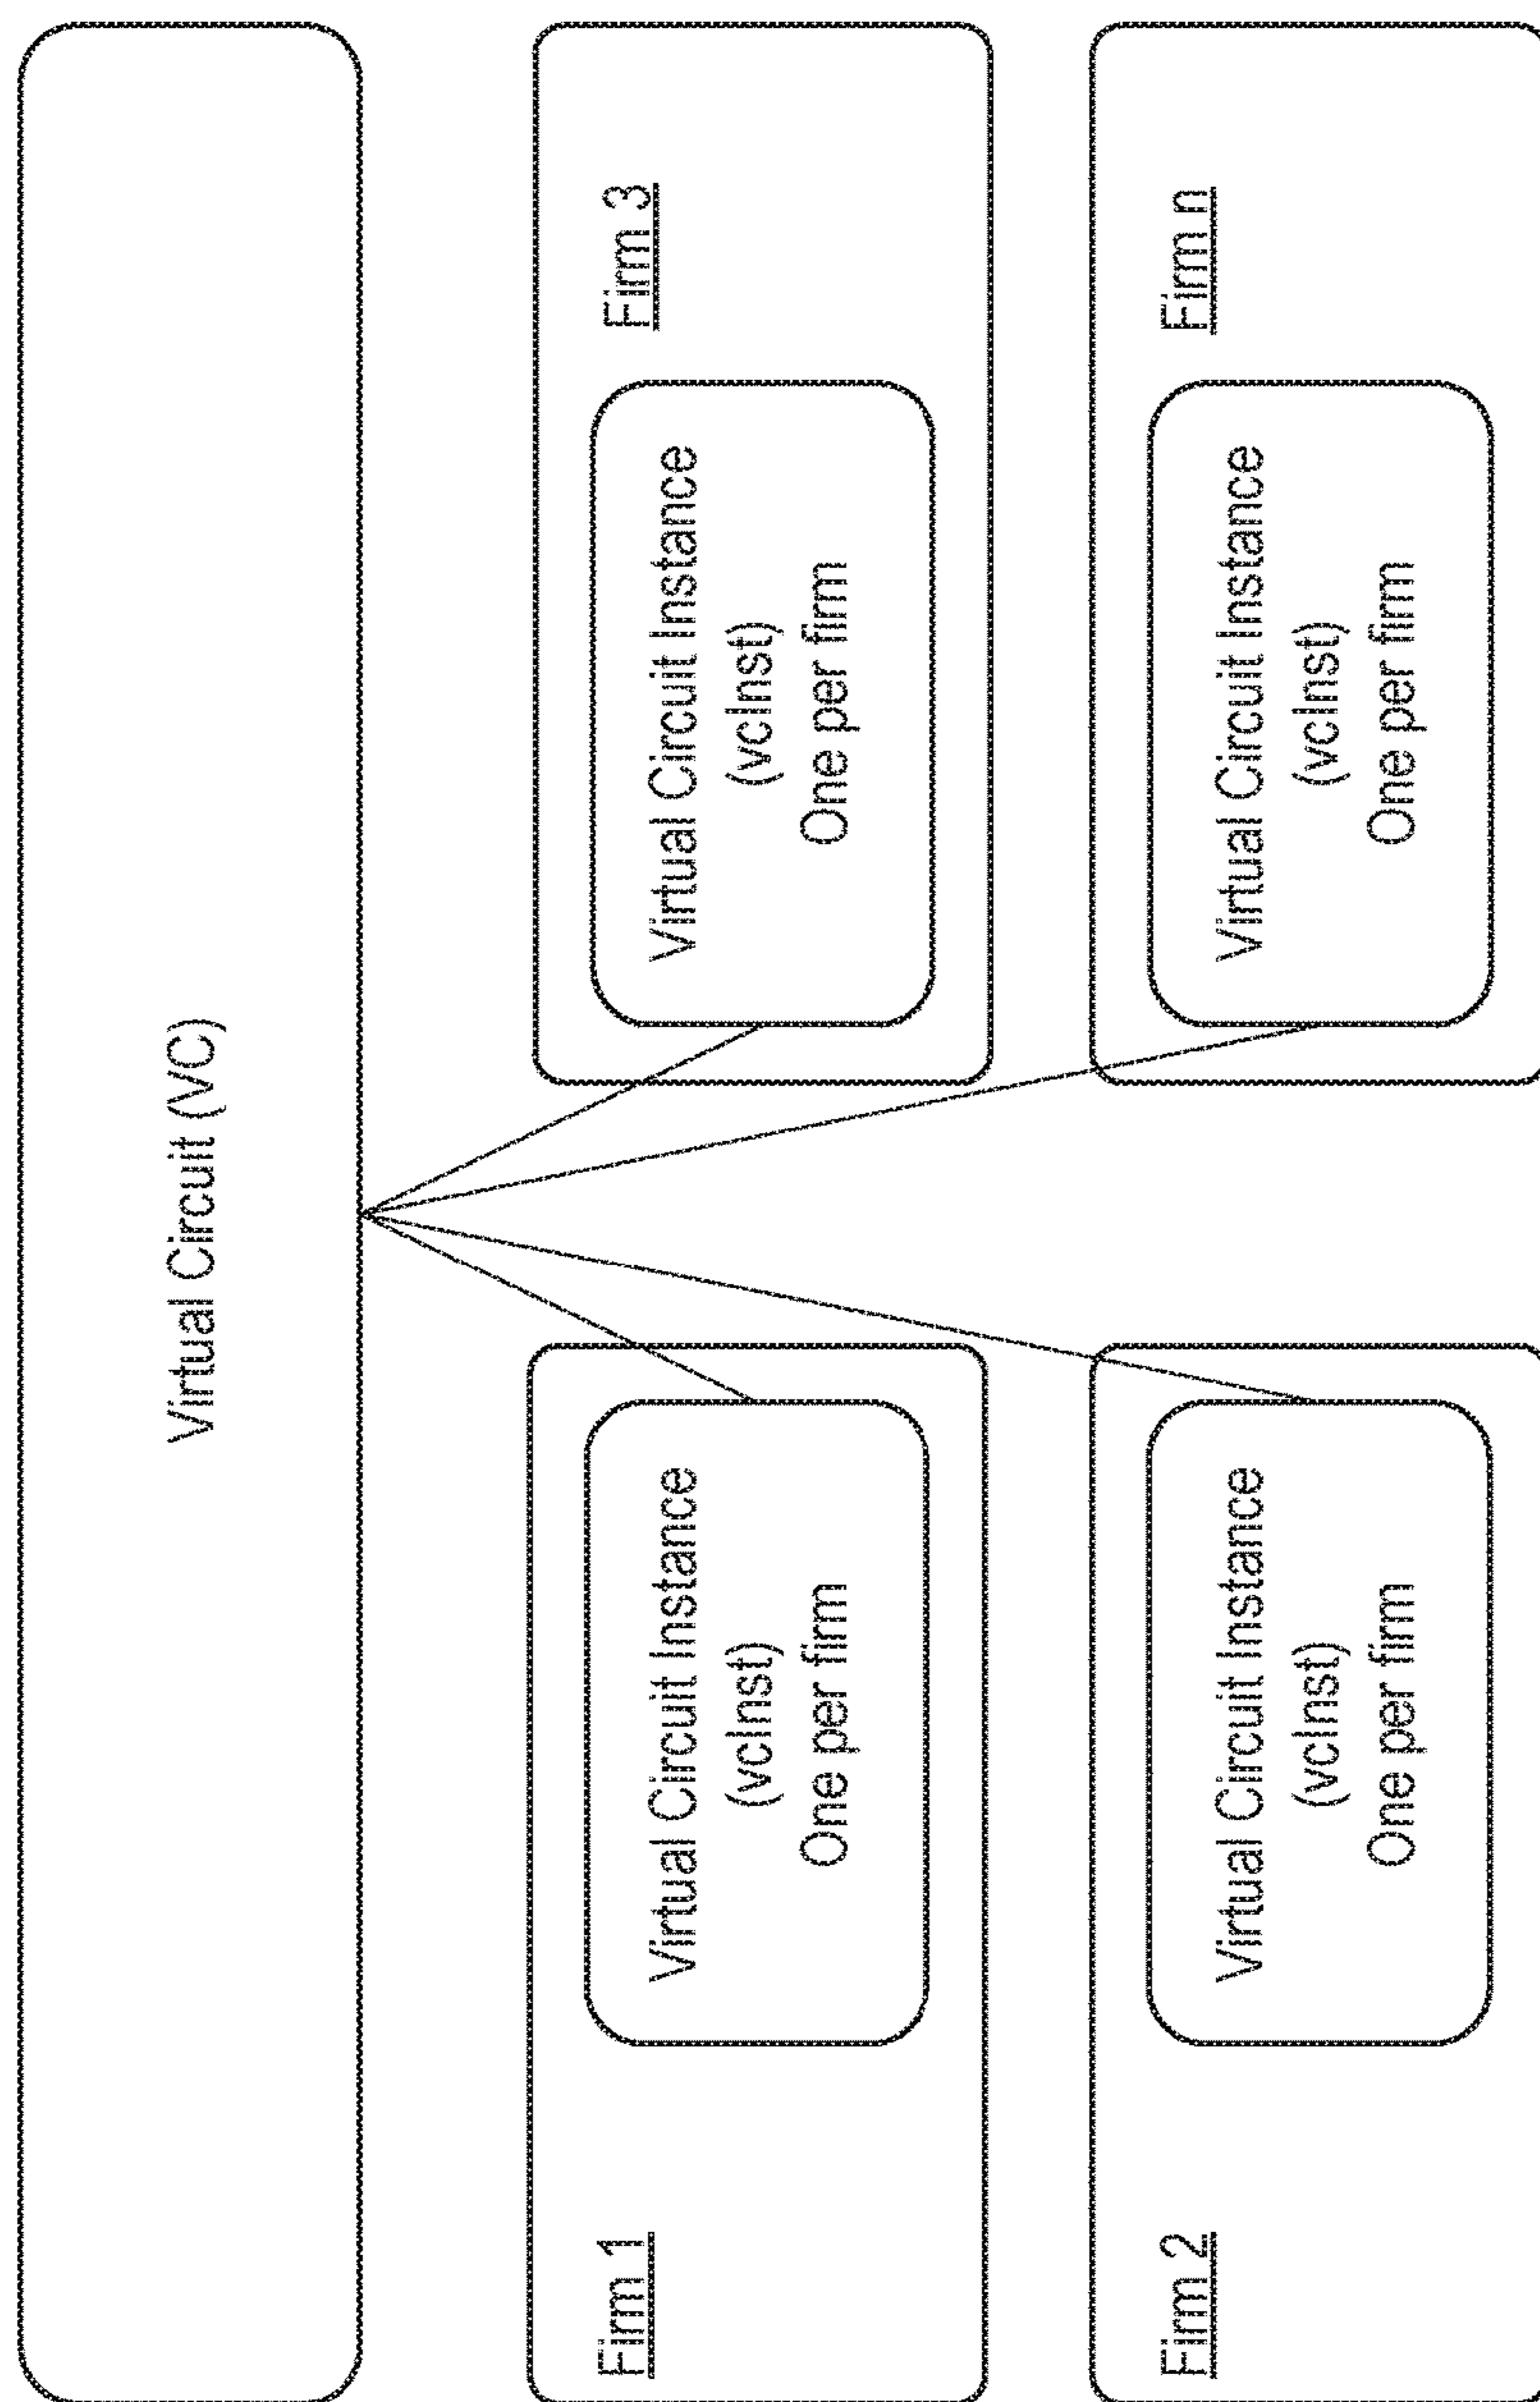 Virtual Circuit (VC)
Firm 1
Virtual Circuit Instance
(vcInst)
One per firm
Virtual Circuit Instance
(vcInst)
One per firm
Firm 3
Firm 2
Virtual Circuit Instance
(vcInst)
One per firm
Virtual Circuit Instance
(vcInst)
One per firm
Firm n